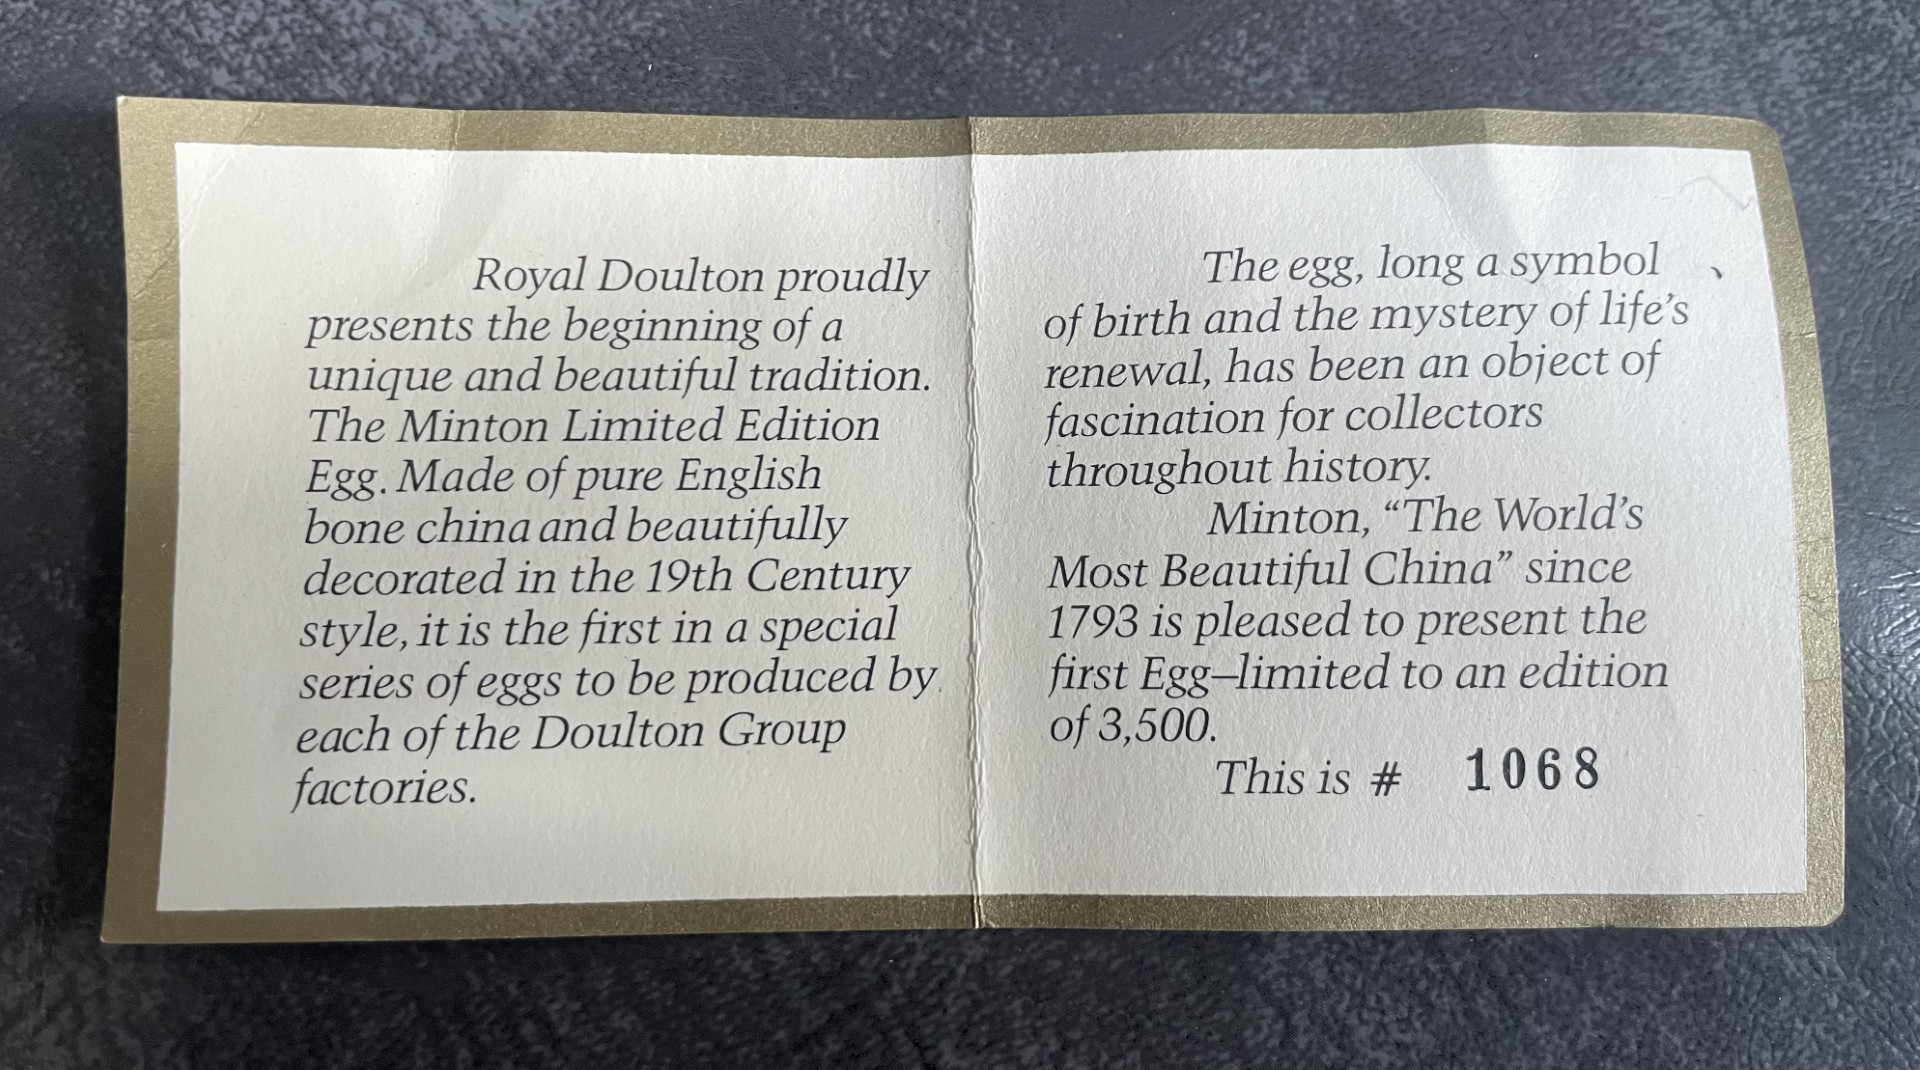 Royal Doulton proudly
presents the beginning of a
unique and beautiful tradition.
The Minton Limited Edition
Egg. Made of pure English
bone china and beautifully
decorated in the 19th Century
style, it is the first in a special
series of eggs to be produced by
each of the Doulton Group
factories.
The egg, long a symbol
of birth and the mystery of life's
renewal, has been an object of
fascination for collectors
throughout history.
Minton, “The World's
Most Beautiful China” since
1793 is pleased to present the
first Egg–limited to an edition
of 3,500.
This is # 1068